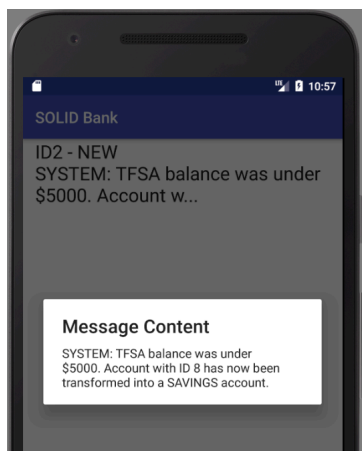 LTE 10:57
SOLID Bank
ID2 - NEW
SYSTEM: TFSA balance was under
$5000. Account w...
Message Content
SYSTEM: TFSA balance was under
$5000. Account with ID 8 has now been
transformed into a SAVINGS account.